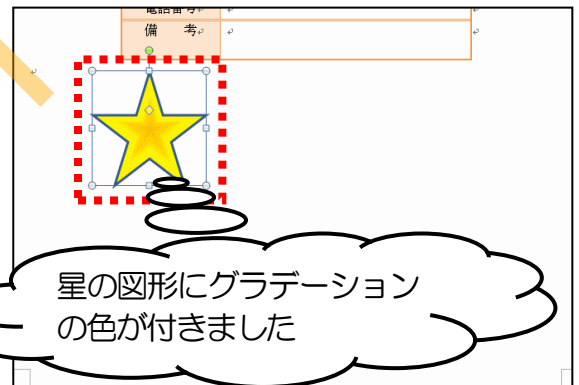 電話番号
備　考
星の図形にグラデーション
の色が付きました